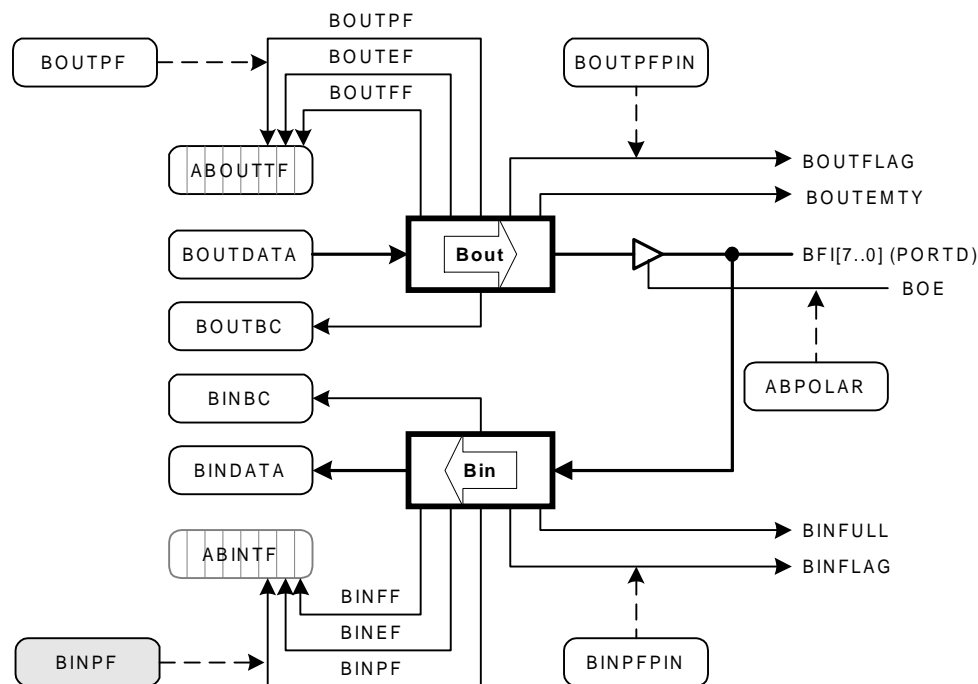 BOUTPF
BOUTPF
BOUTEF
BOUTFF
BOUTPFPIN
ABOUTTF
BOUTFLAG
BOUTEMTY
BOUTDATA
Bout
BFI[7..0] (PORTD)
BOE
BOUTBC
ABPOLAR
BINBC
BINDATA
Bin
ABINTF
BINFULL
BINFLAG
BINFF
BINEF
BINPF
BINPF
BINPFPIN